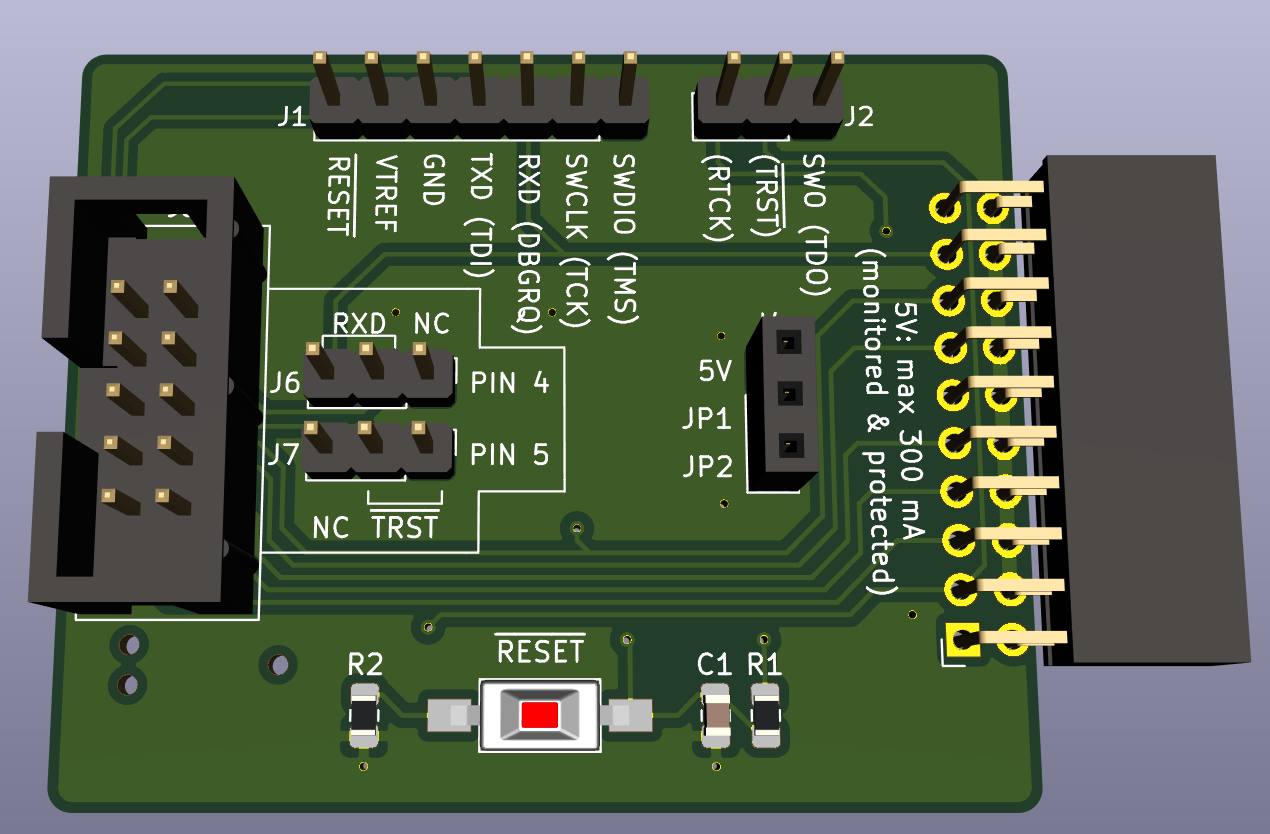 J1
J2
RESET
VTREF
GND
TXD (TDI)
RXD (DBGRQ)
SWCLK (TCK)
SWDIO (TMS)
(RTCK)
(TRST)
SWO (TDO)
RXD NC
J6 PIN 4
J7 PIN 5
NC TRST
5V
JP1
JP2
5V: max 300 mA
(monitored & protected)
RESET
R2
C1 R1